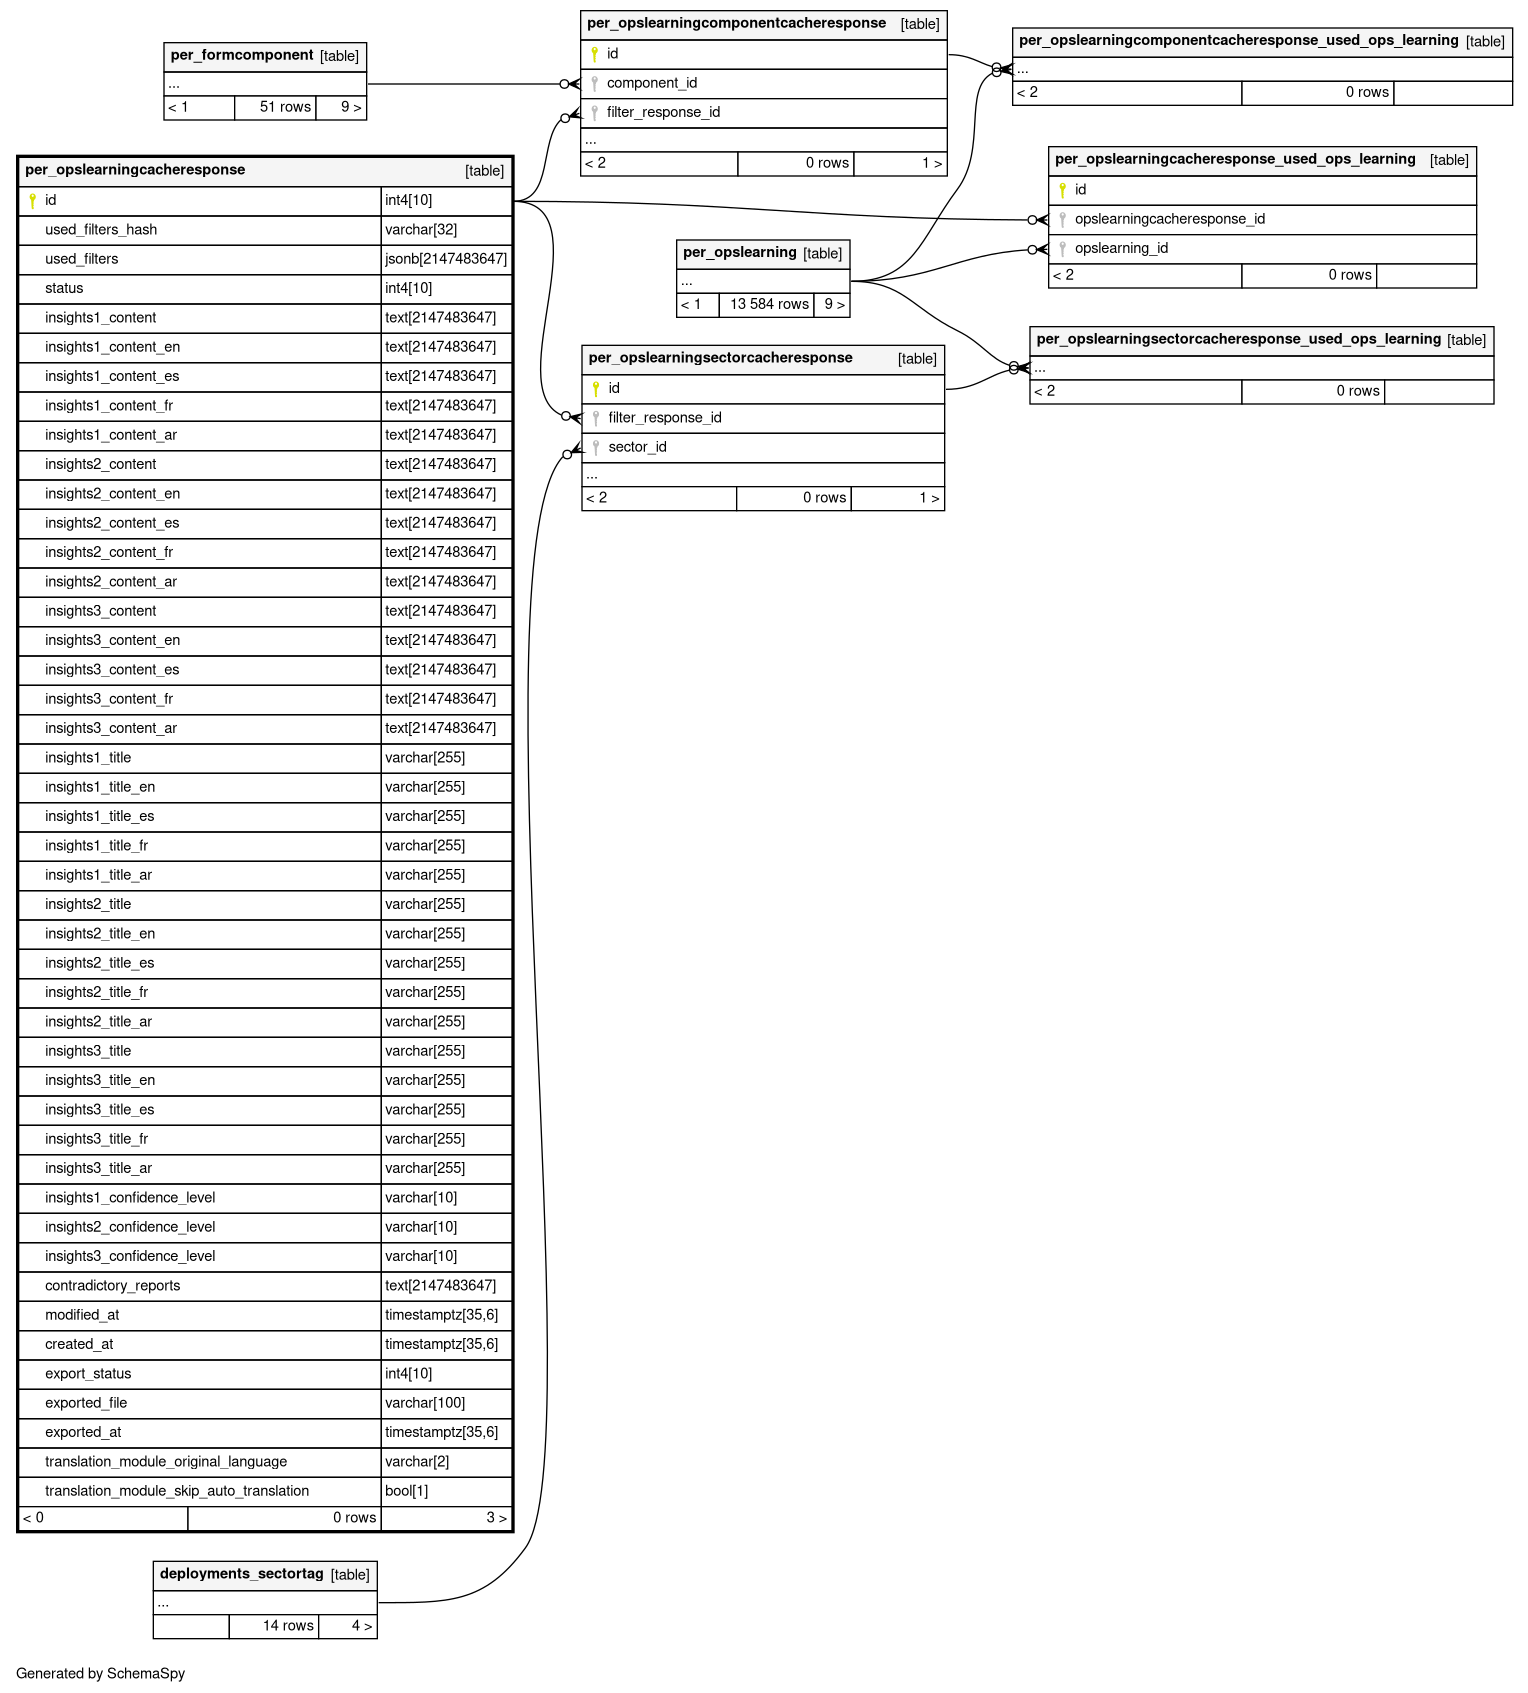 per_formcomponent [table]
...
< 1 51 rows 9 >
per_opslearningcacheresponse [table]
id int4[10]
used_filters_hash varchar[32]
used_filters jsonb[2147483647]
status int4[10]
insights1_content text[2147483647]
insights1_content_en text[2147483647]
insights1_content_es text[2147483647]
insights1_content_fr text[2147483647]
insights1_content_ar text[2147483647]
insights2_content text[2147483647]
insights2_content_en text[2147483647]
insights2_content_es text[2147483647]
insights2_content_fr text[2147483647]
insights2_content_ar text[2147483647]
insights3_content text[2147483647]
insights3_content_en text[2147483647]
insights3_content_es text[2147483647]
insights3_content_fr text[2147483647]
insights3_content_ar text[2147483647]
insights1_title varchar[255]
insights1_title_en varchar[255]
insights1_title_es varchar[255]
insights1_title_fr varchar[255]
insights1_title_ar varchar[255]
insights2_title varchar[255]
insights2_title_en varchar[255]
insights2_title_es varchar[255]
insights2_title_fr varchar[255]
insights2_title_ar varchar[255]
insights3_title varchar[255]
insights3_title_en varchar[255]
insights3_title_es varchar[255]
insights3_title_fr varchar[255]
insights3_title_ar varchar[255]
insights1_confidence_level varchar[10]
insights2_confidence_level varchar[10]
insights3_confidence_level varchar[10]
contradictory_reports text[2147483647]
modified_at timestamptz[35,6]
created_at timestamptz[35,6]
export_status int4[10]
exported_file varchar[100]
exported_at timestamptz[35,6]
translation_module_original_language varchar[2]
translation_module_skip_auto_translation bool[1]
< 0 0 rows 3 >
deployments_sectortag [table]
...
14 rows 4 >
per_opslearningcomponentcacheresponse [table]
id
component_id
filter_response_id
...
< 2 0 rows 1 >
per_opslearning [table]
...
< 1 13 584 rows 9 >
per_opslearningsectorcacheresponse [table]
id
filter_response_id
sector_id
...
< 2 0 rows 1 >
per_opslearningcomponentcacheresponse_used_ops_learning [table]
...
< 2 0 rows
per_opslearningcacheresponse_used_ops_learning [table]
id
opslearningcacheresponse_id
opslearning_id
< 2 0 rows
per_opslearningsectorcacheresponse_used_ops_learning [table]
...
< 2 0 rows
Generated by SchemaSpy